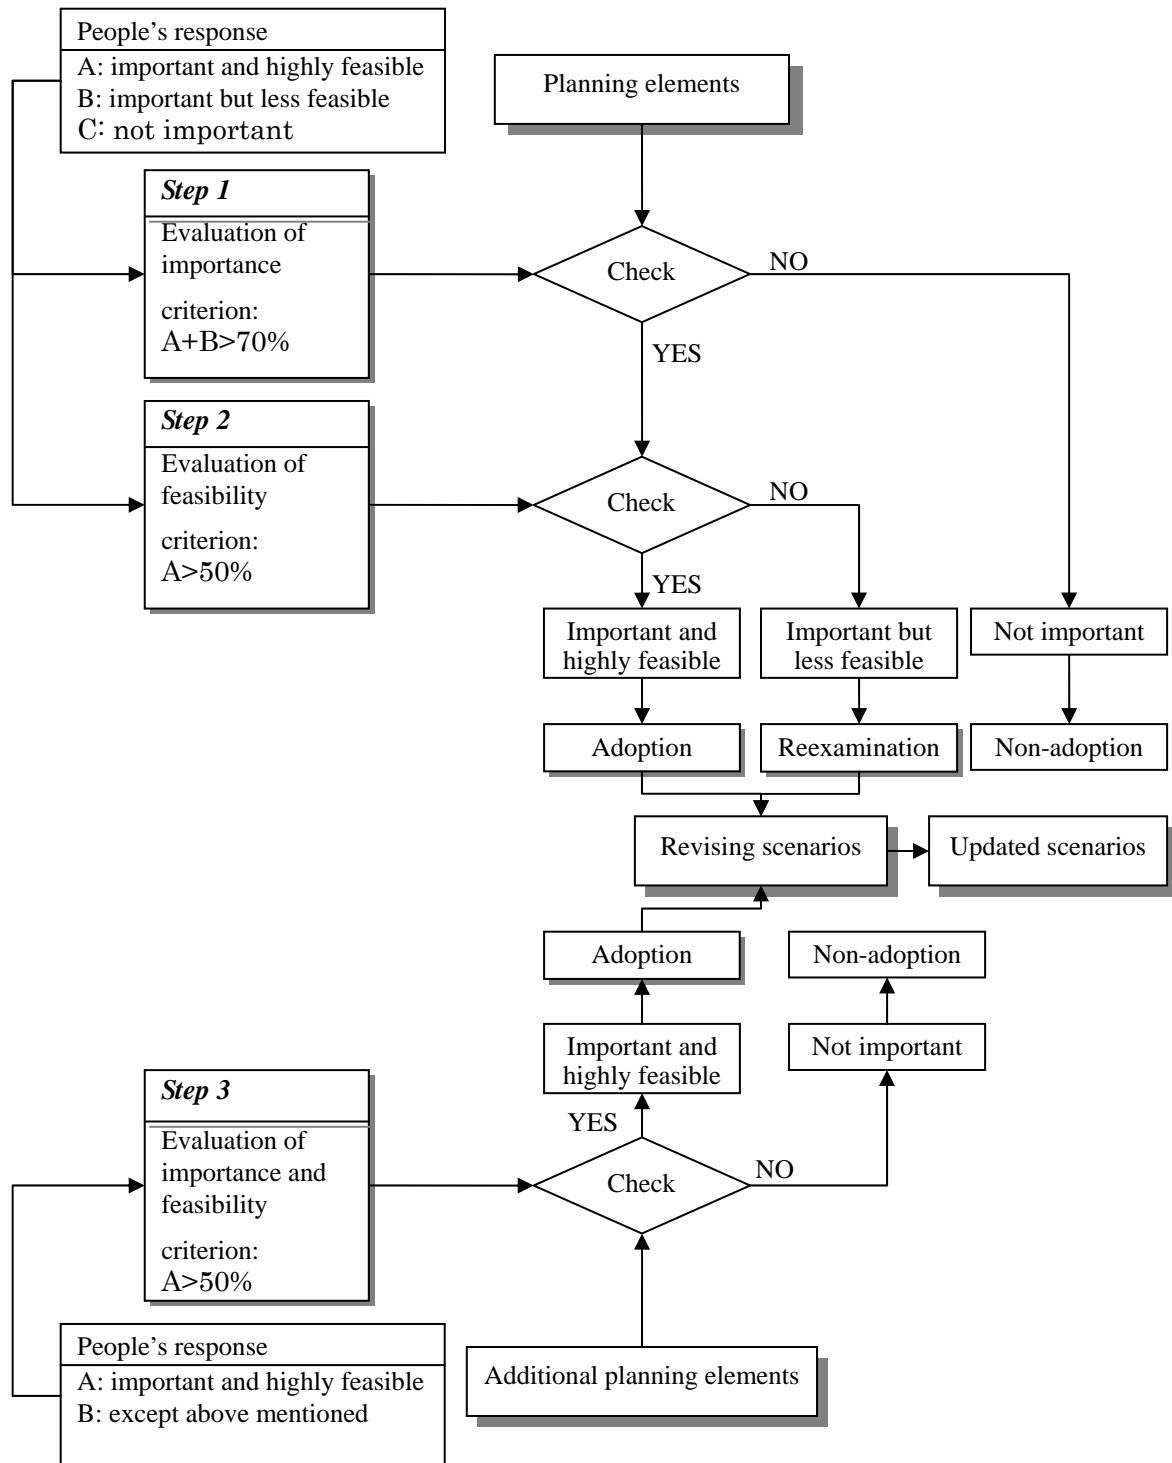 People's response
A: important and highly feasible
B: important but less feasible
C: not important
Planning elements
Step 1
Evaluation of
importance
criterion:
A+B>70%
Check
NO
YES
Step 2
Evaluation of
feasibility
criterion:
A>50%
Check
NO
YES
Important and
highly feasible
Important but
less feasible
Not important
Adoption
Reexamination
Non-adoption
Revising scenarios
Updated scenarios
Adoption
Non-adoption
Important and
highly feasible
Not important
Step 3
Evaluation of
importance and
feasibility
criterion:
A>50%
YES
Check
NO
People's response
A: important and highly feasible
B: except above mentioned
Additional planning elements